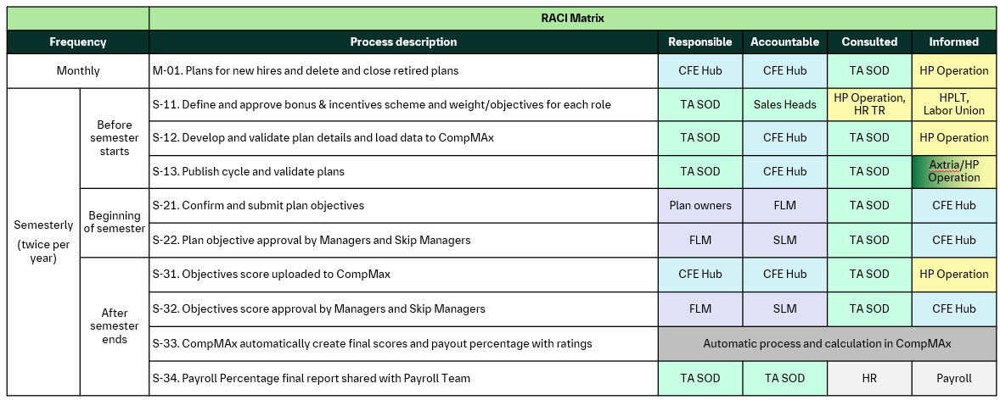 RACI Matrix
Frequency
Process description
Responsible
Accountable
Consulted
Informed
Monthly
M-01. Plans for new hires and delete and close retired plans
CFE Hub
CFE Hub
TA SOD
HP Operation
Semesterly
(twice per
year)
Before
semester
starts
S-11. Define and approve bonus & incentives scheme and weight/objectives for each role
TA SOD
Sales Heads
HP Operation,
HR TR
HPLT,
Labor Union
S-12. Develop and validate plan details and load data to CompMAx
TA SOD
CFE Hub
TA SOD
HP Operation
S-13. Publish cycle and validate plans
TA SOD
CFE Hub
TA SOD
Axtria/HP
Operation
Beginning
of semester
S-21. Confirm and submit plan objectives
Plan owners
FLM
TA SOD
CFE Hub
S-22. Plan objective approval by Managers and Skip Managers
FLM
SLM
TA SOD
CFE Hub
After
semester
ends
S-31. Objectives score uploaded to CompMax
CFE Hub
CFE Hub
TA SOD
HP Operation
S-32. Objectives score approval by Managers and Skip Managers
FLM
SLM
TA SOD
CFE Hub
S-33. CompMAx automatically create final scores and payout percentage with ratings
Automatic process and calculation in CompMAx
S-34. Payroll Percentage final report shared with Payroll Team
TA SOD
TA SOD
HR
Payroll